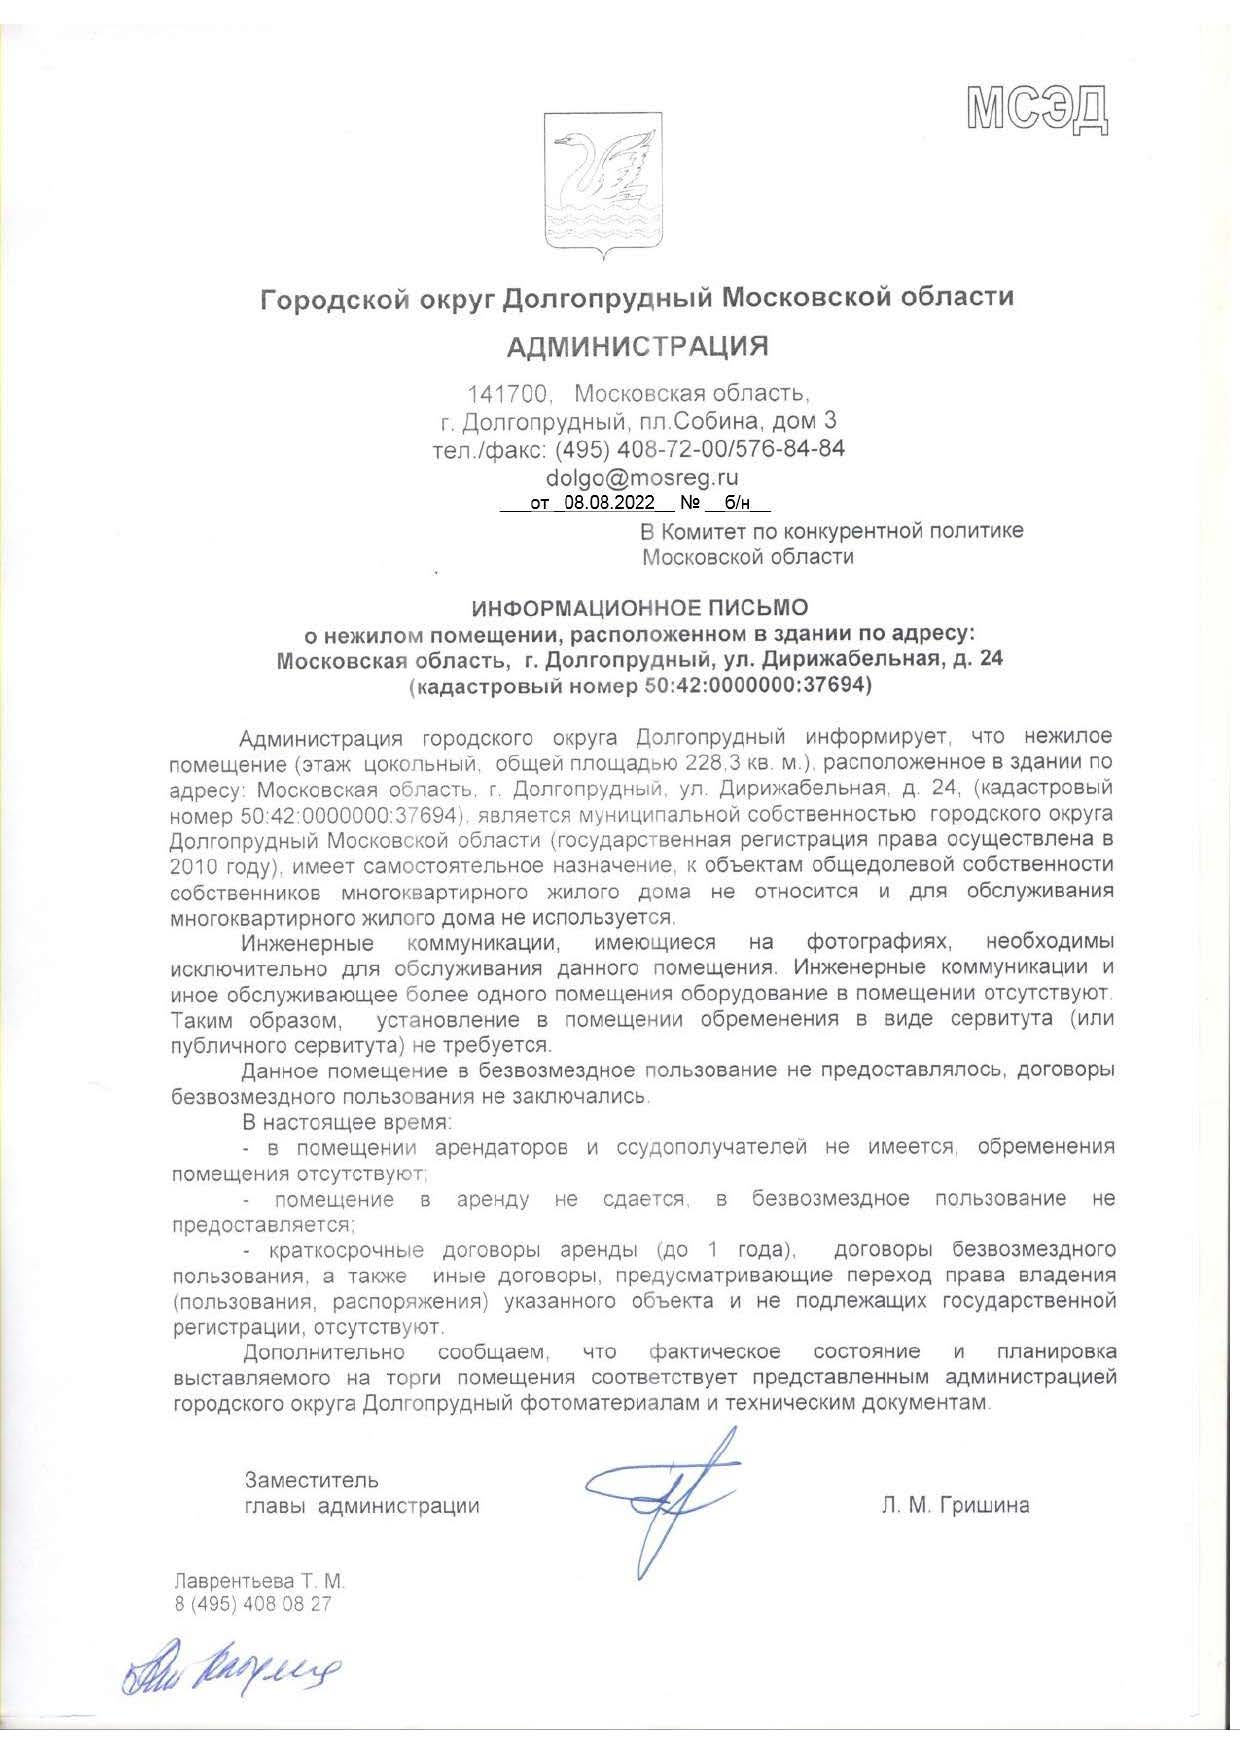 МСЭД
Городской округ Долгопрудный Московской области
АДМИНИСТРАЦИЯ
141700, Московская область,
г. Долгопрудный, пл.Собина, дом 3
тел./факс: (495) 408-72-00/576-84-84
dolgo@mosreg.ru
___от _08.08.2022__ № __б/н__
В Комитет по конкурентной политике
Московской области
ИНФОРМАЦИОННОЕ ПИСЬМО
о нежилом помещении, расположенном в здании по адресу:
Московская область, г. Долгопрудный, ул. Дирижабельная, д. 24
(кадастровый номер 50:42:0000000:37694)
Администрация городского округа Долгопрудный информирует, что нежилое
помещение (этаж цокольный, общей площадью 228,3 кв. м.), расположенное в здании по
адресу: Московская область, г. Долгопрудный, ул. Дирижабельная, д. 24, (кадастровый
номер 50:42:0000000:37694), является муниципальной собственностью городского округа
Долгопрудный Московской области (государственная регистрация права осуществлена в
2010 году), имеет самостоятельное назначение, к объектам общедолевой собственности
собственников многоквартирного жилого дома не относится и для обслуживания
многоквартирного жилого дома не используется.
Инженерные коммуникации, имеющиеся на фотографиях, необходимы
исключительно для обслуживания данного помещения. Инженерные коммуникации и
иное обслуживающее более одного помещения оборудование в помещении отсутствуют.
Таким образом, установление в помещении обременения в виде сервитута (или
публичного сервитута) не требуется.
Данное помещение в безвозмездное пользование не предоставлялось, договоры
безвозмездного пользования не заключались.
В настоящее время:
- в помещении арендаторов и ссудополучателей не имеется, обременения
помещения отсутствуют;
- помещение в аренду не сдается, в безвозмездное пользование не
предоставляется;
- краткосрочные договоры аренды (до 1 года), договоры безвозмездного
пользования, а также иные договоры, предусматривающие переход права владения
(пользования, распоряжения) указанного объекта и не подлежащих государственной
регистрации, отсутствуют.
Дополнительно сообщаем, что фактическое состояние и планировка
выставляемого на торги помещения соответствует представленным администрацией
городского округа Долгопрудный фотоматериалам и техническим документам.
Заместитель
главы администрации Л. М. Гришина
Лаврентьева Т. М.
8 (495) 408 08 27